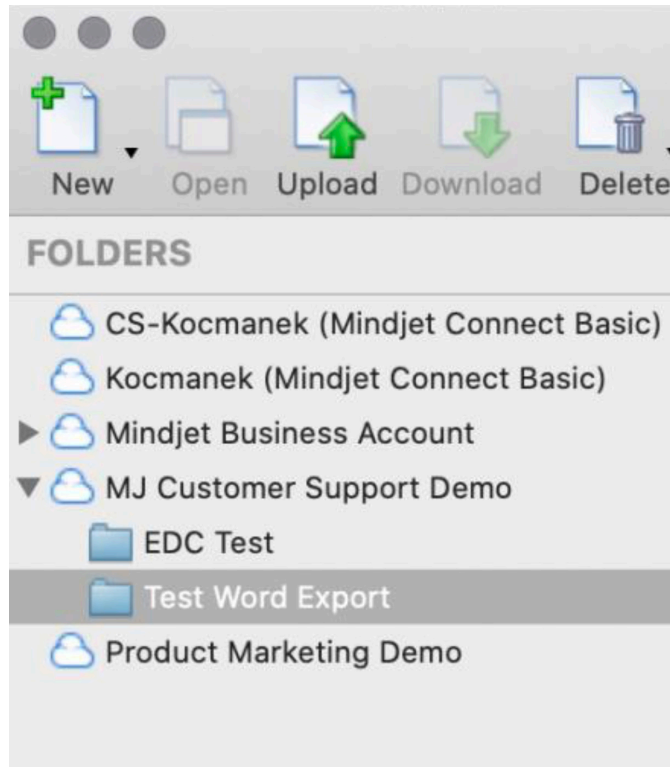 New Open Upload Download Delete
FOLDERS
CS-Kocmanek (Mindjet Connect Basic)
Kocmanek (Mindjet Connect Basic)
Mindjet Business Account
MJ Customer Support Demo
EDC Test
Test Word Export
Product Marketing Demo